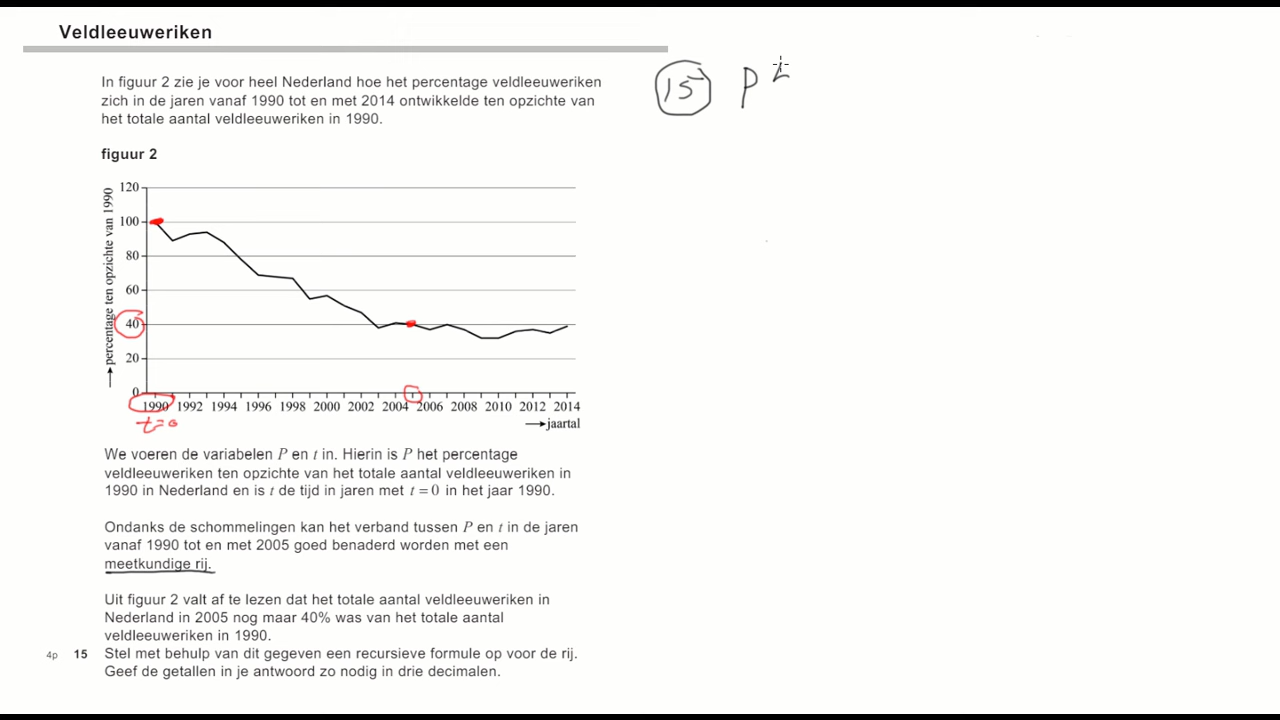 Veldleeuweriken
In figuur 2 zie je voor heel Nederland hoe het percentage veldleeuweriken
zich in de jaren vanaf 1990 tot en met 2014 ontwikkelde ten opzichte van
het totale aantal veldleeuweriken in 1990.
figuur 2
percentage ten opzichte van 1990
120
100
80
60
40
20
0
1990 1992 1994 1996 1998 2000 2002 2004 2006 2008 2010 2012 2014
t=0
jaartal
We voeren de variabelen P en t in. Hierin is P het percentage
veldleeuweriken ten opzichte van het totale aantal veldleeuweriken in
1990 in Nederland en is t de tijd in jaren met t = 0 in het jaar 1990.
Ondanks de schommelingen kan het verband tussen P en t in de jaren
vanaf 1990 tot en met 2005 goed benaderd worden met een
meetkundige rij.
Uit figuur 2 valt af te lezen dat het totale aantal veldleeuweriken in
Nederland in 2005 nog maar 40% was van het totale aantal
veldleeuweriken in 1990.
4p 15 Stel met behulp van dit gegeven een recursieve formule op voor de rij.
Geef de getallen in je antwoord zo nodig in drie decimalen.
15 P